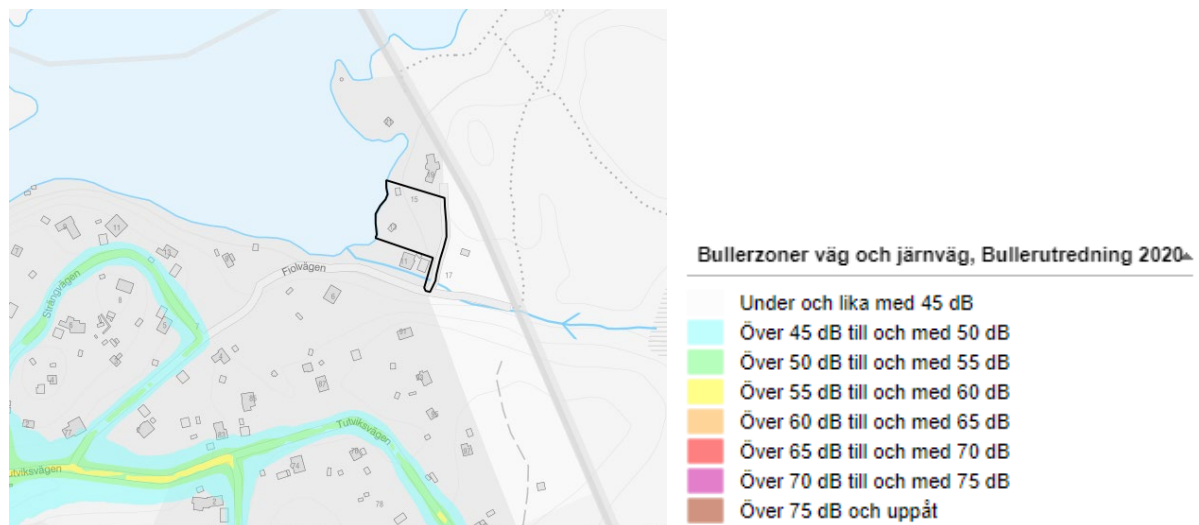 15
11
Fiolvägen
17
Strångvägen
Tutviksvägen
Tutviksvägen
78
Bullerzoner väg och järnväg, Bullerutredning 2020
Under och lika med 45 dB
Över 45 dB till och med 50 dB
Över 50 dB till och med 55 dB
Över 55 dB till och med 60 dB
Över 60 dB till och med 65 dB
Över 65 dB till och med 70 dB
Över 70 dB till och med 75 dB
Över 75 dB och uppåt